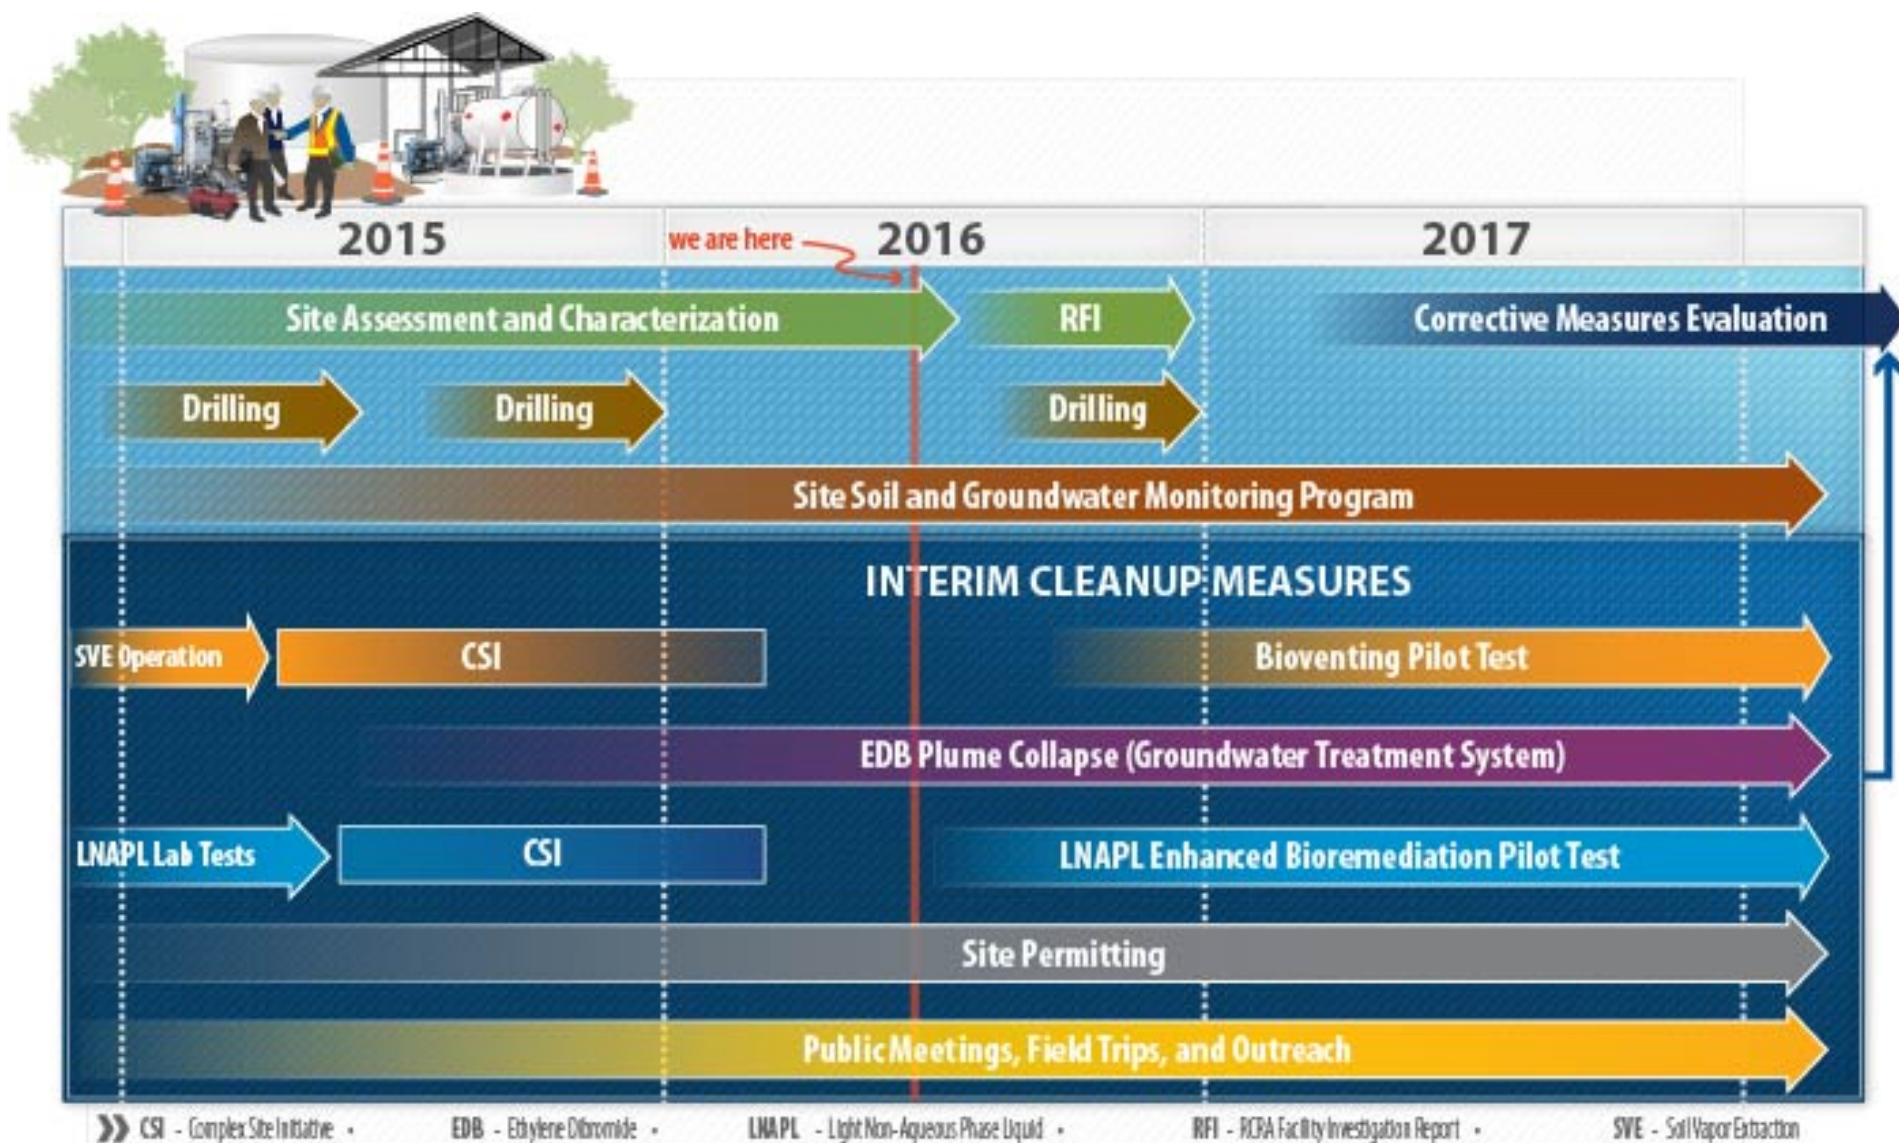 2015
we are here
2016
2017
Site Assessment and Characterization
RFI
Corrective Measures Evaluation
Drilling
Drilling
Drilling
Site Soil and Groundwater Monitoring Program
INTERIM CLEANUP MEASURES
SVE Operation
CSI
Bioventing Pilot Test
EDB Plume Collapse (Groundwater Treatment System)
LNAPL Lab Tests
CSI
LNAPL Enhanced Bioremediation Pilot Test
Site Permitting
Public Meetings, Field Trips, and Outreach
CSI - Complex Site Initiative • EDB - Ethylene Dibromide • LNAPL - Light Non-Aqueous Phase Liquid • RFI - RCRA Facility Investigation Report • SVE - Soil Vapor Extraction